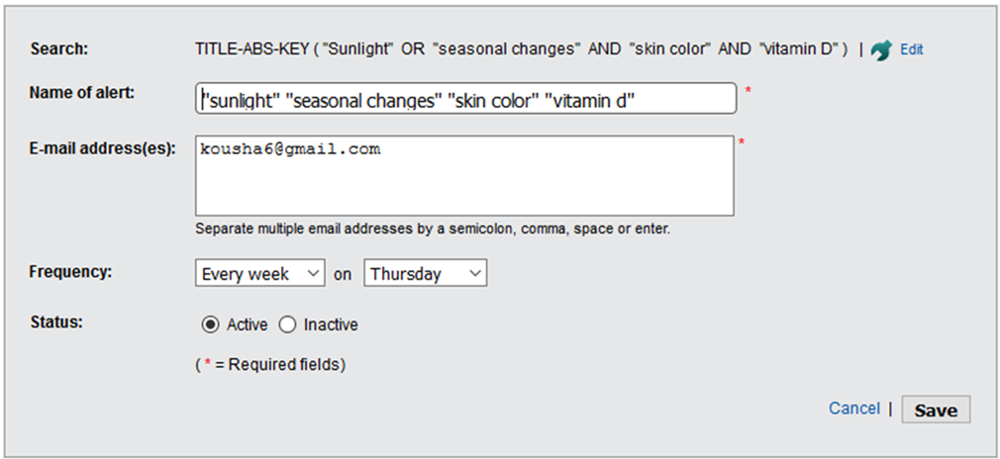 Search: TITLE-ABS-KEY ( "Sunlight" OR "seasonal changes" AND "skin color" AND "vitamin D" ) | Edit
Name of alert: "sunlight" "seasonal changes" "skin color" "vitamin d" *
E-mail address(es): kousha6@gmail.com *
Separate multiple email addresses by a semicolon, comma, space or enter.
Frequency: Every week on Thursday
Status: Active Inactive
( * = Required fields)
Cancel | Save